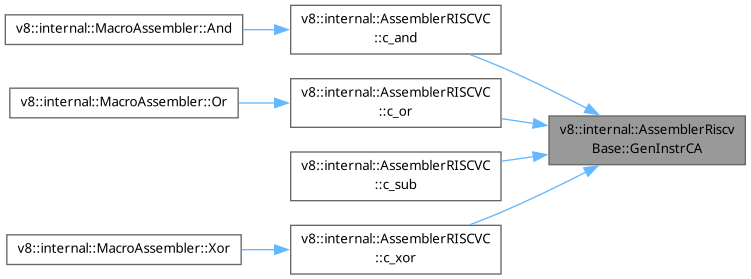 v8::internal::MacroAssembler::And
v8::internal::AssemblerRISCVC
::c_and
v8::internal::MacroAssembler::Or
v8::internal::AssemblerRISCVC
::c_or
v8::internal::AssemblerRiscv
Base::GenInstrCA
v8::internal::AssemblerRISCVC
::c_sub
v8::internal::MacroAssembler::Xor
v8::internal::AssemblerRISCVC
::c_xor